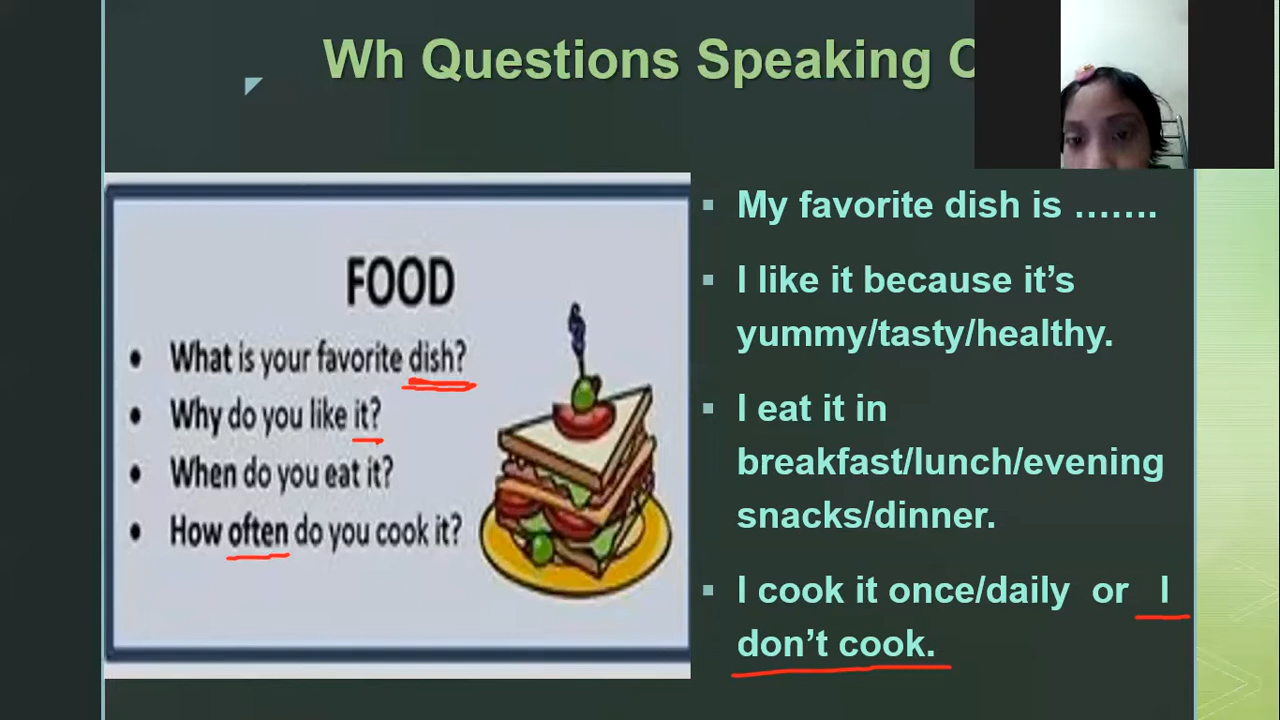 Wh Questions Speaking
FOOD
• What is your favorite dish?
• Why do you like it?
• When do you eat it?
• How often do you cook it?
▪ My favorite dish is …….
▪ I like it because it’s
yummy/tasty/healthy.
▪ I eat it in
breakfast/lunch/evening
snacks/dinner.
▪ I cook it once/daily or I
don’t cook.